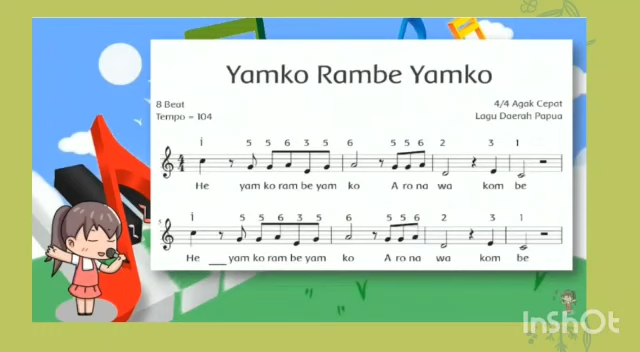 Yamko Rambe Yamko
8 Beat
4/4 Agak Cepat
Tempo = 104
Lagu Daerah Papua
i 5 5 6 3 5 6 5 5 6 2 3 1
4
4
He yam ko ram be yam ko A ro na wa kom be
i 5 5 6 3 5 6 5 5 6 2 3 1
He ___ yam ko ram be yam ko A ro na wa kom be
InShOt